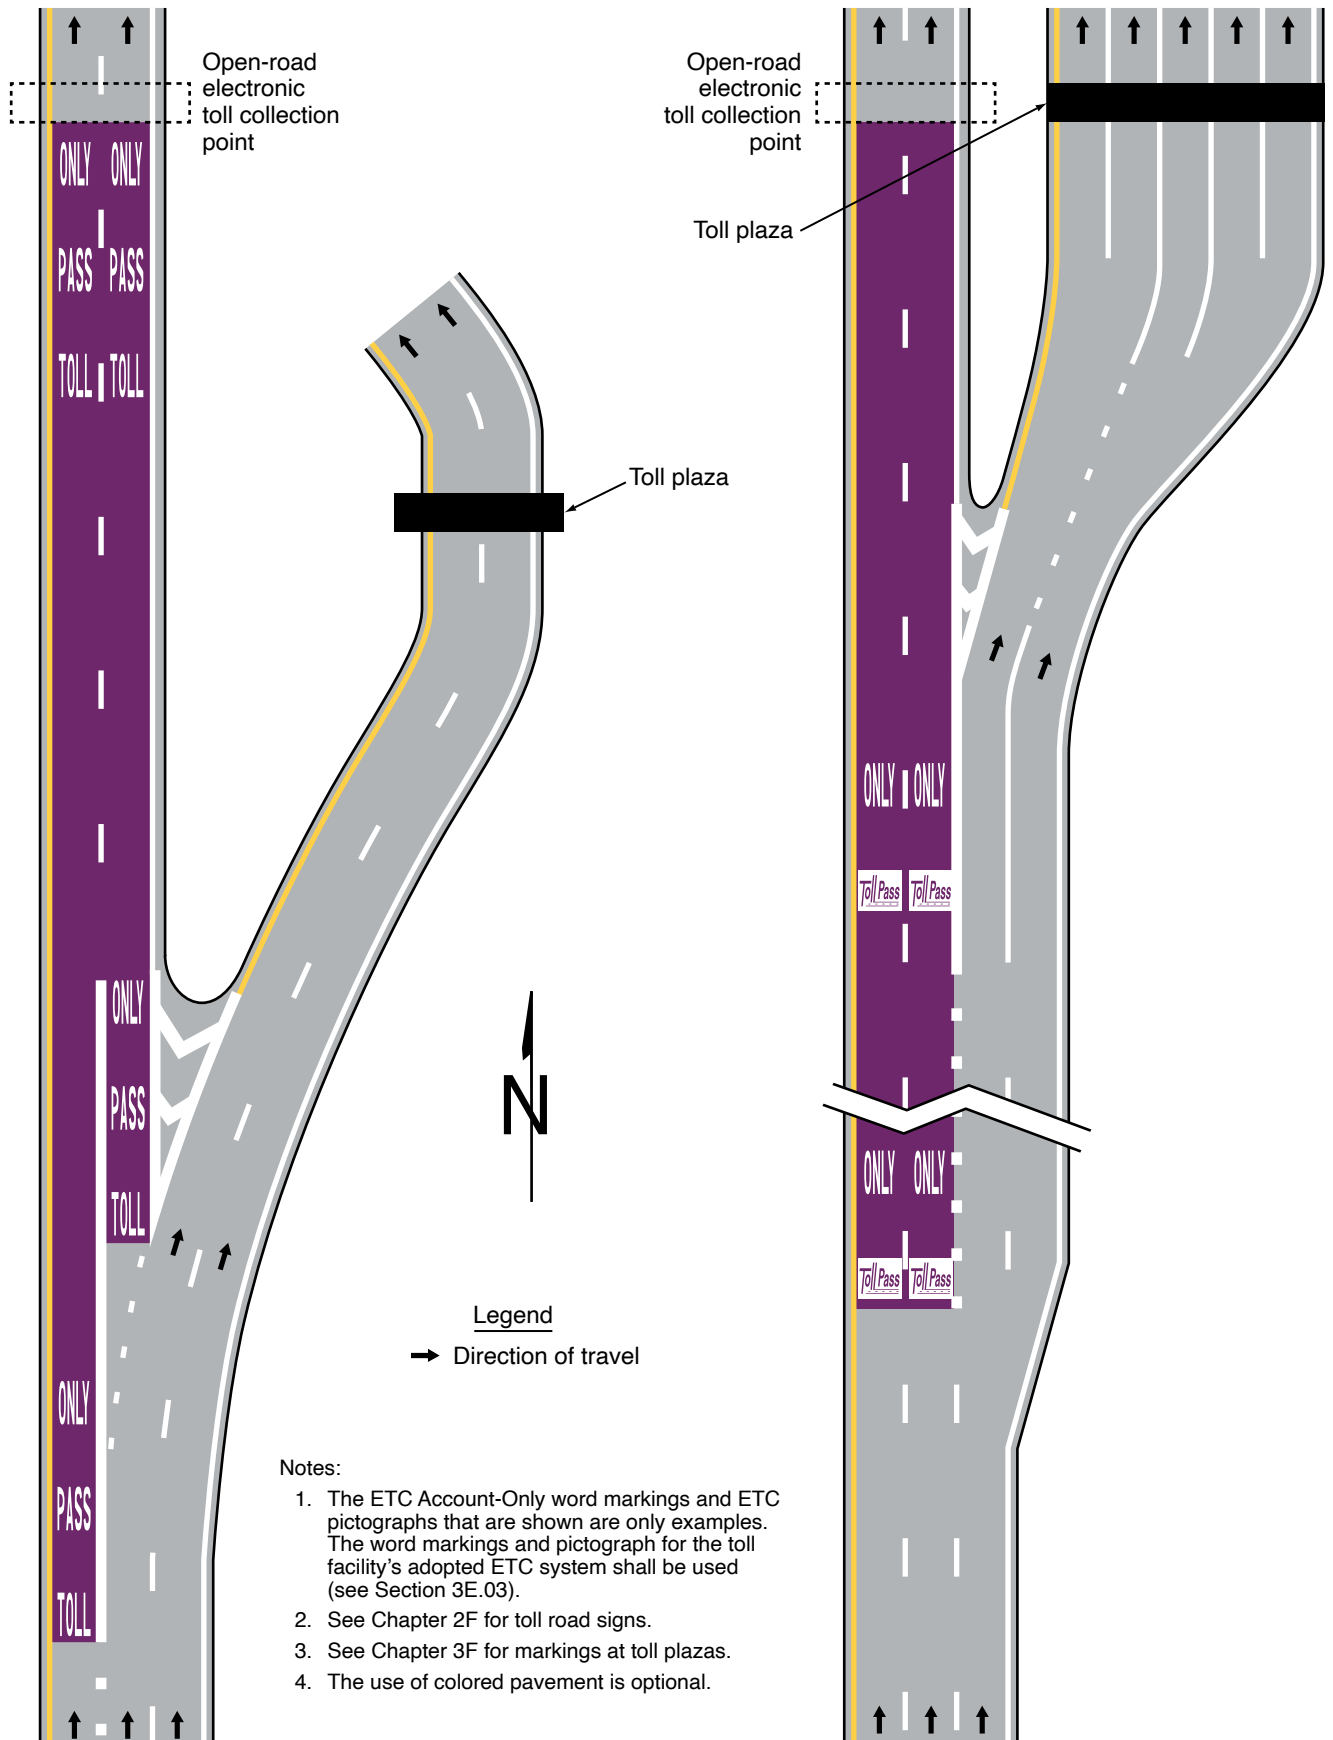 Open-road
electronic
toll collection
point
ONLY ONLY
PASS PASS
TOLL TOLL
Toll plaza
ONLY
PASS
TOLL
ONLY
PASS
TOLL
Open-road
electronic
toll collection
point
Toll plaza
ONLY ONLY
Toll Pass Toll Pass
ONLY ONLY
Toll Pass Toll Pass
N
Legend
Direction of travel
Notes:
1. The ETC Account-Only word markings and ETC
pictographs that are shown are only examples.
The word markings and pictograph for the toll
facility’s adopted ETC system shall be used
(see Section 3E.03).
2. See Chapter 2F for toll road signs.
3. See Chapter 3F for markings at toll plazas.
4. The use of colored pavement is optional.